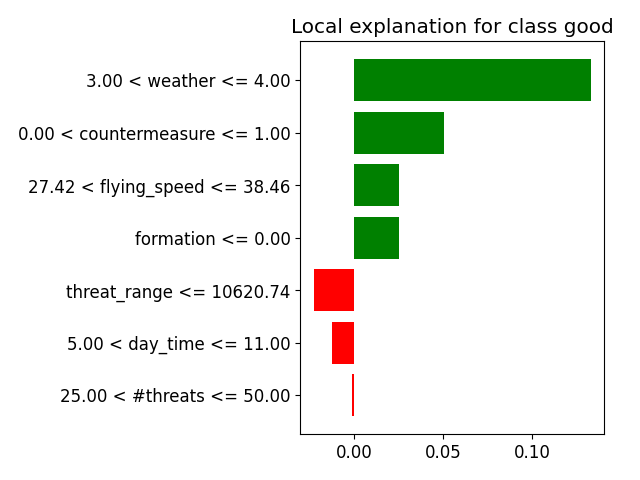 Local explanation for class good
3.00 < weather <= 4.00
0.00 < countermeasure <= 1.00
27.42 < flying_speed <= 38.46
formation <= 0.00
threat_range <= 10620.74
5.00 < day_time <= 11.00
25.00 < #threats <= 50.00
0.00 0.05 0.10